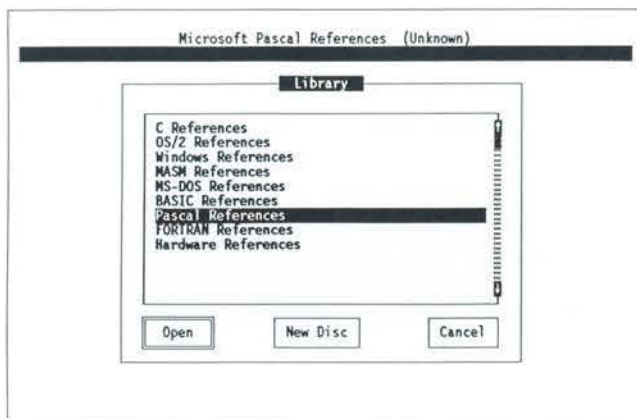 Microsoft Pascal References (Unknown)
Library
C References
OS/2 References
Windows References
MASM References
MS-DOS References
BASIC References
Pascal References
FORTRAN References
Hardware References
Open New Disc Cancel